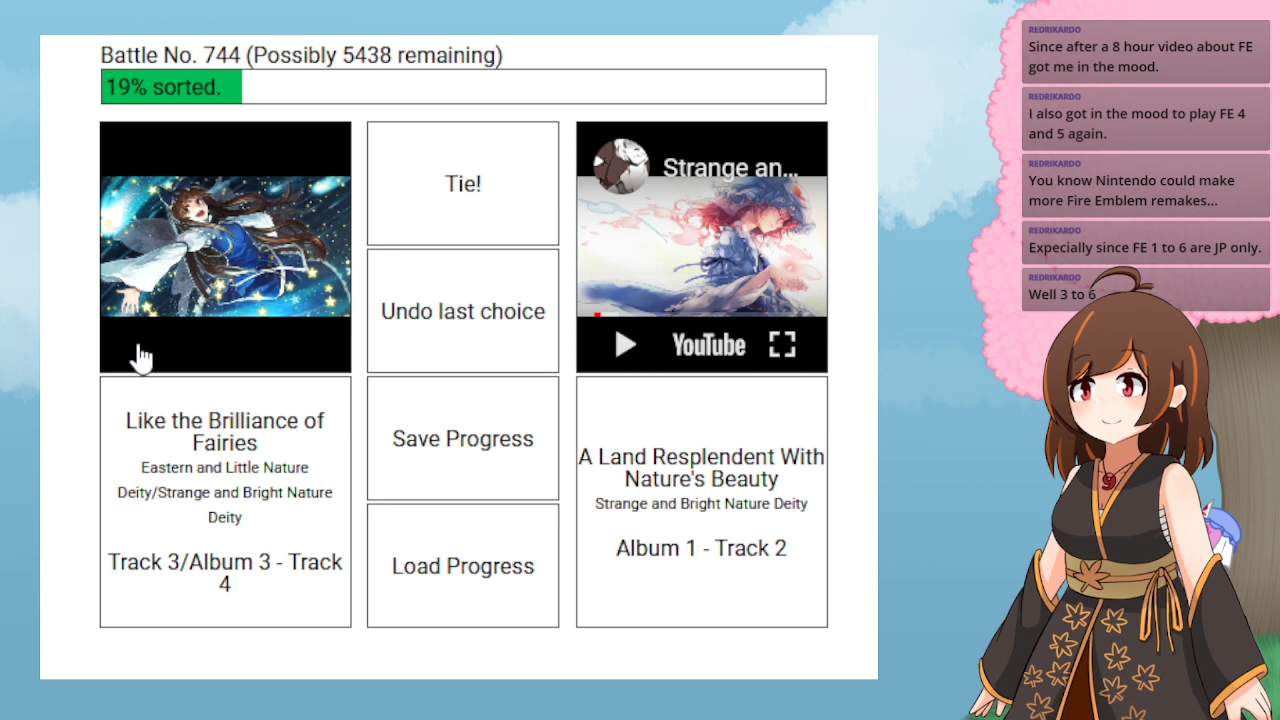 Battle No. 744 (Possibly 5438 remaining)
19% sorted.
Tie!
Undo last choice
Save Progress
Load Progress
Like the Brilliance of
Fairies
Eastern and Little Nature
Deity/Strange and Bright Nature
Deity
Track 3/Album 3 - Track
4
Strange an...
YouTube
A Land Resplendent With
Nature's Beauty
Strange and Bright Nature Deity
Album 1 - Track 2
REDRIKARDO
Since after a 8 hour video about FE
got me in the mood.
REDRIKARDO
I also got in the mood to play FE 4
and 5 again.
REDRIKARDO
You know Nintendo could make
more Fire Emblem remakes...
REDRIKARDO
Expecially since FE 1 to 6 are JP only.
REDRIKARDO
Well 3 to 6